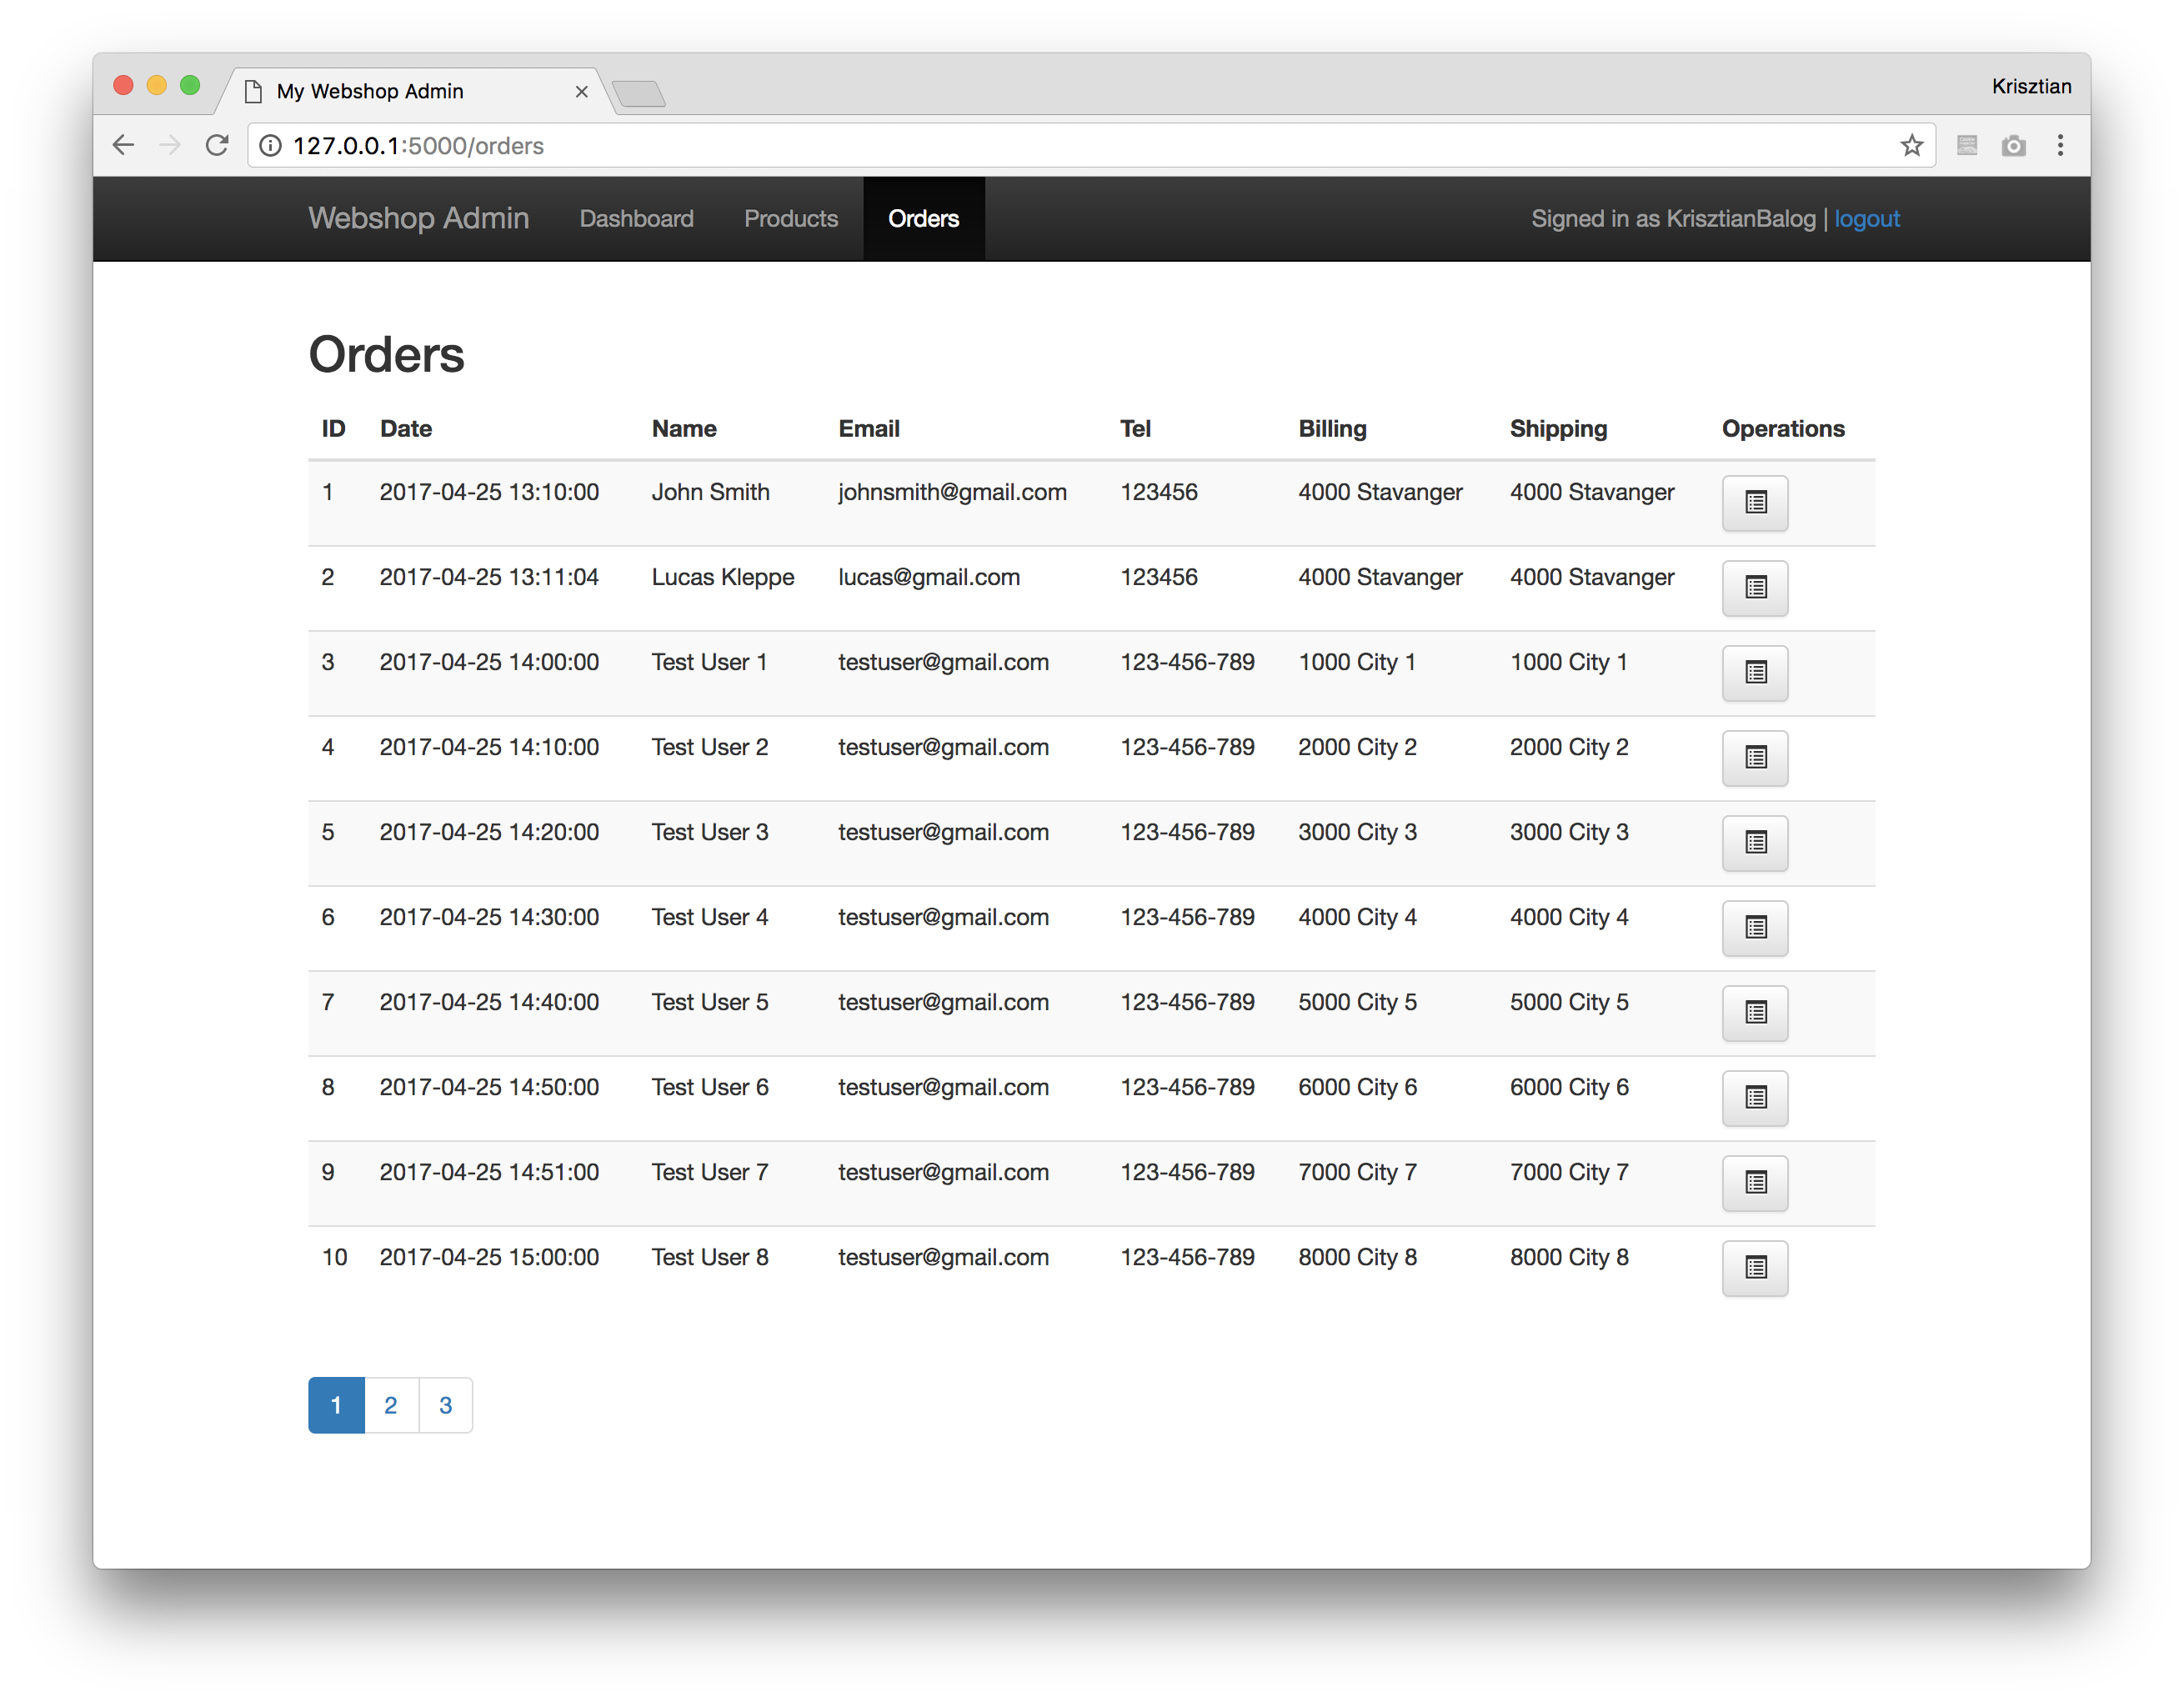 My Webshop Admin
Krisztian
127.0.0.1:5000/orders
Webshop Admin Dashboard Products Orders Signed in as KrisztianBalog | logout
Orders
ID Date Name Email Tel Billing Shipping Operations
1 2017-04-25 13:10:00 John Smith johnsmith@gmail.com 123456 4000 Stavanger 4000 Stavanger
2 2017-04-25 13:11:04 Lucas Kleppe lucas@gmail.com 123456 4000 Stavanger 4000 Stavanger
3 2017-04-25 14:00:00 Test User 1 testuser@gmail.com 123-456-789 1000 City 1 1000 City 1
4 2017-04-25 14:10:00 Test User 2 testuser@gmail.com 123-456-789 2000 City 2 2000 City 2
5 2017-04-25 14:20:00 Test User 3 testuser@gmail.com 123-456-789 3000 City 3 3000 City 3
6 2017-04-25 14:30:00 Test User 4 testuser@gmail.com 123-456-789 4000 City 4 4000 City 4
7 2017-04-25 14:40:00 Test User 5 testuser@gmail.com 123-456-789 5000 City 5 5000 City 5
8 2017-04-25 14:50:00 Test User 6 testuser@gmail.com 123-456-789 6000 City 6 6000 City 6
9 2017-04-25 14:51:00 Test User 7 testuser@gmail.com 123-456-789 7000 City 7 7000 City 7
10 2017-04-25 15:00:00 Test User 8 testuser@gmail.com 123-456-789 8000 City 8 8000 City 8
1 2 3